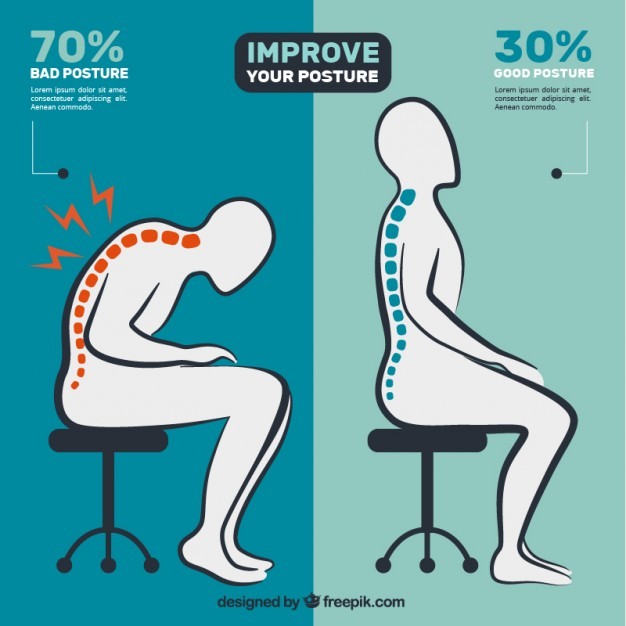 70%
BAD POSTURE
Lorem ipsum dolor sit amet,
consectetuer adipiscing elit.
Aenean commodo.
IMPROVE
YOUR POSTURE
30%
GOOD POSTURE
Lorem ipsum dolor sit amet,
consectetuer adipiscing elit.
Aenean commodo.
designed by freepik.com